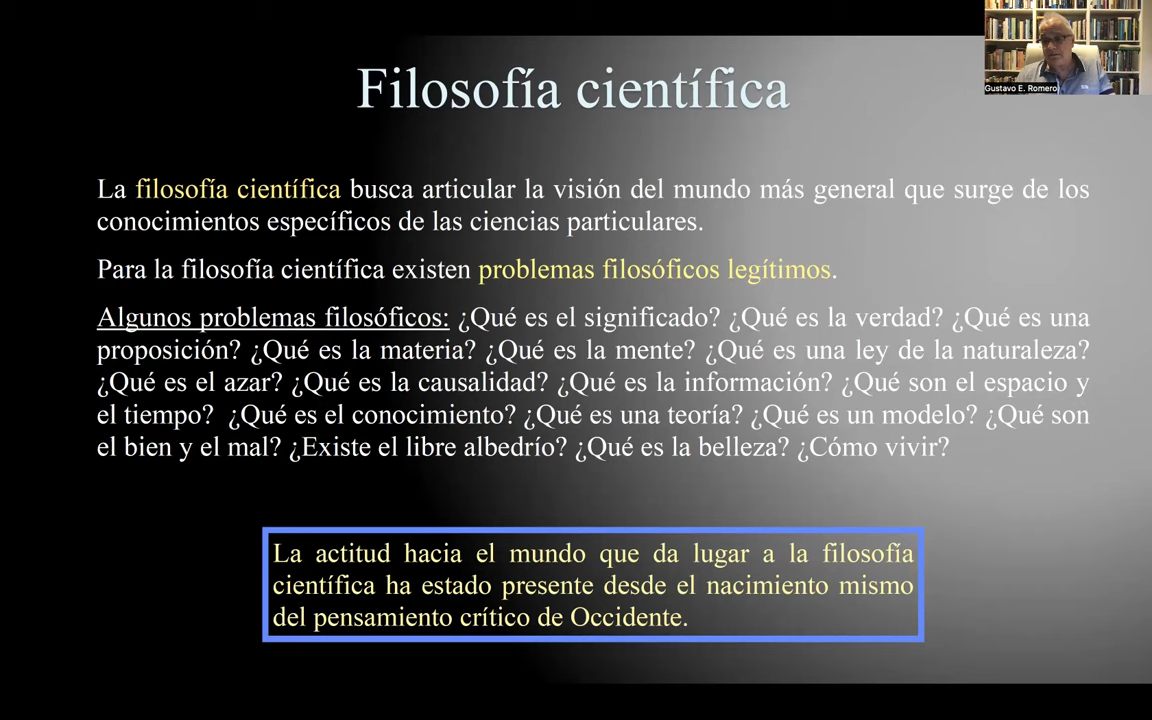 Filosofía científica
Gustavo E. Romero
La filosofía científica busca articular la visión del mundo más general que surge de los
conocimientos específicos de las ciencias particulares.
Para la filosofía científica existen problemas filosóficos legítimos.
Algunos problemas filosóficos: ¿Qué es el significado? ¿Qué es la verdad? ¿Qué es una
proposición? ¿Qué es la materia? ¿Qué es la mente? ¿Qué es una ley de la naturaleza?
¿Qué es el azar? ¿Qué es la causalidad? ¿Qué es la información? ¿Qué son el espacio y
el tiempo? ¿Qué es el conocimiento? ¿Qué es una teoría? ¿Qué es un modelo? ¿Qué son
el bien y el mal? ¿Existe el libre albedrío? ¿Qué es la belleza? ¿Cómo vivir?
La actitud hacia el mundo que da lugar a la filosofía
científica ha estado presente desde el nacimiento mismo
del pensamiento crítico de Occidente.